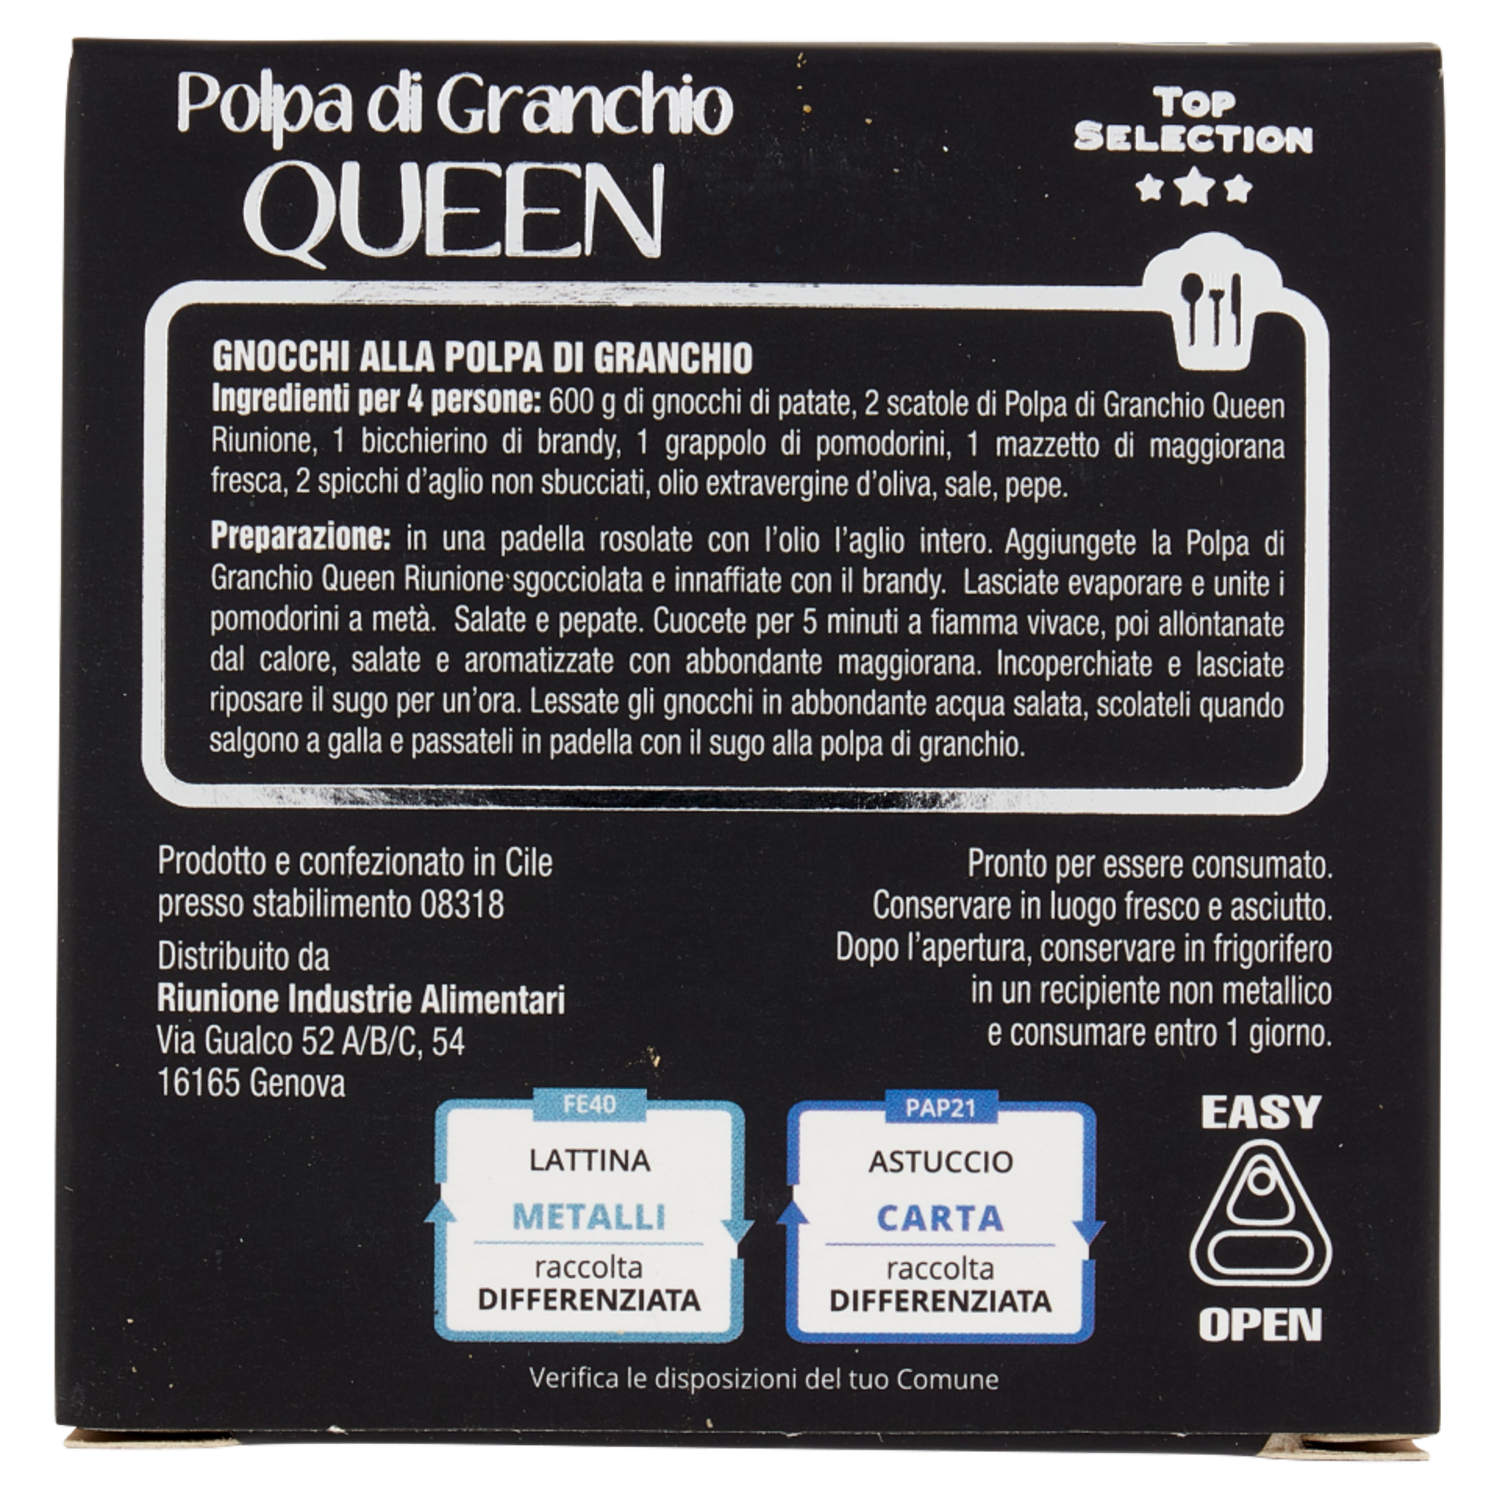 Polpa di Granchio
QUEEN
TOP
SELECTION
GNOCCHI ALLA POLPA DI GRANCHIO
Ingredienti per 4 persone: 600 g di gnocchi di patate, 2 scatole di Polpa di Granchio Queen
Riunione, 1 bicchierino di brandy, 1 grappolo di pomodorini, 1 mazzetto di maggiorana
fresca, 2 spicchi d'aglio non sbucciati, olio extravergine d'oliva, sale, pepe.
Preparazione: in una padella rosolate con l'olio l'aglio intero. Aggiungete la Polpa di
Granchio Queen Riunione sgocciolata e innaffiate con il brandy. Lasciate evaporare e unite i
pomodorini a metà. Salate e pepate. Cuocete per 5 minuti a fiamma vivace, poi allontanate
dal calore, salate e aromatizzate con abbondante maggiorana. Incoperchiate e lasciate
riposare il sugo per un'ora. Lessate gli gnocchi in abbondante acqua salata, scolateli quando
salgono a galla e passateli in padella con il sugo alla polpa di granchio.
Prodotto e confezionato in Cile
presso stabilimento 08318
Distribuito da
Riunione Industrie Alimentari
Via Gualco 52 A/B/C, 54
16165 Genova
Pronto per essere consumato.
Conservare in luogo fresco e asciutto.
Dopo l'apertura, conservare in frigorifero
in un recipiente non metallico
e consumare entro 1 giorno.
FE40
LATTINA
METALLI
raccolta
DIFFERENZIATA
PAP21
ASTUCCIO
CARTA
raccolta
DIFFERENZIATA
EASY
OPEN
Verifica le disposizioni del tuo Comune